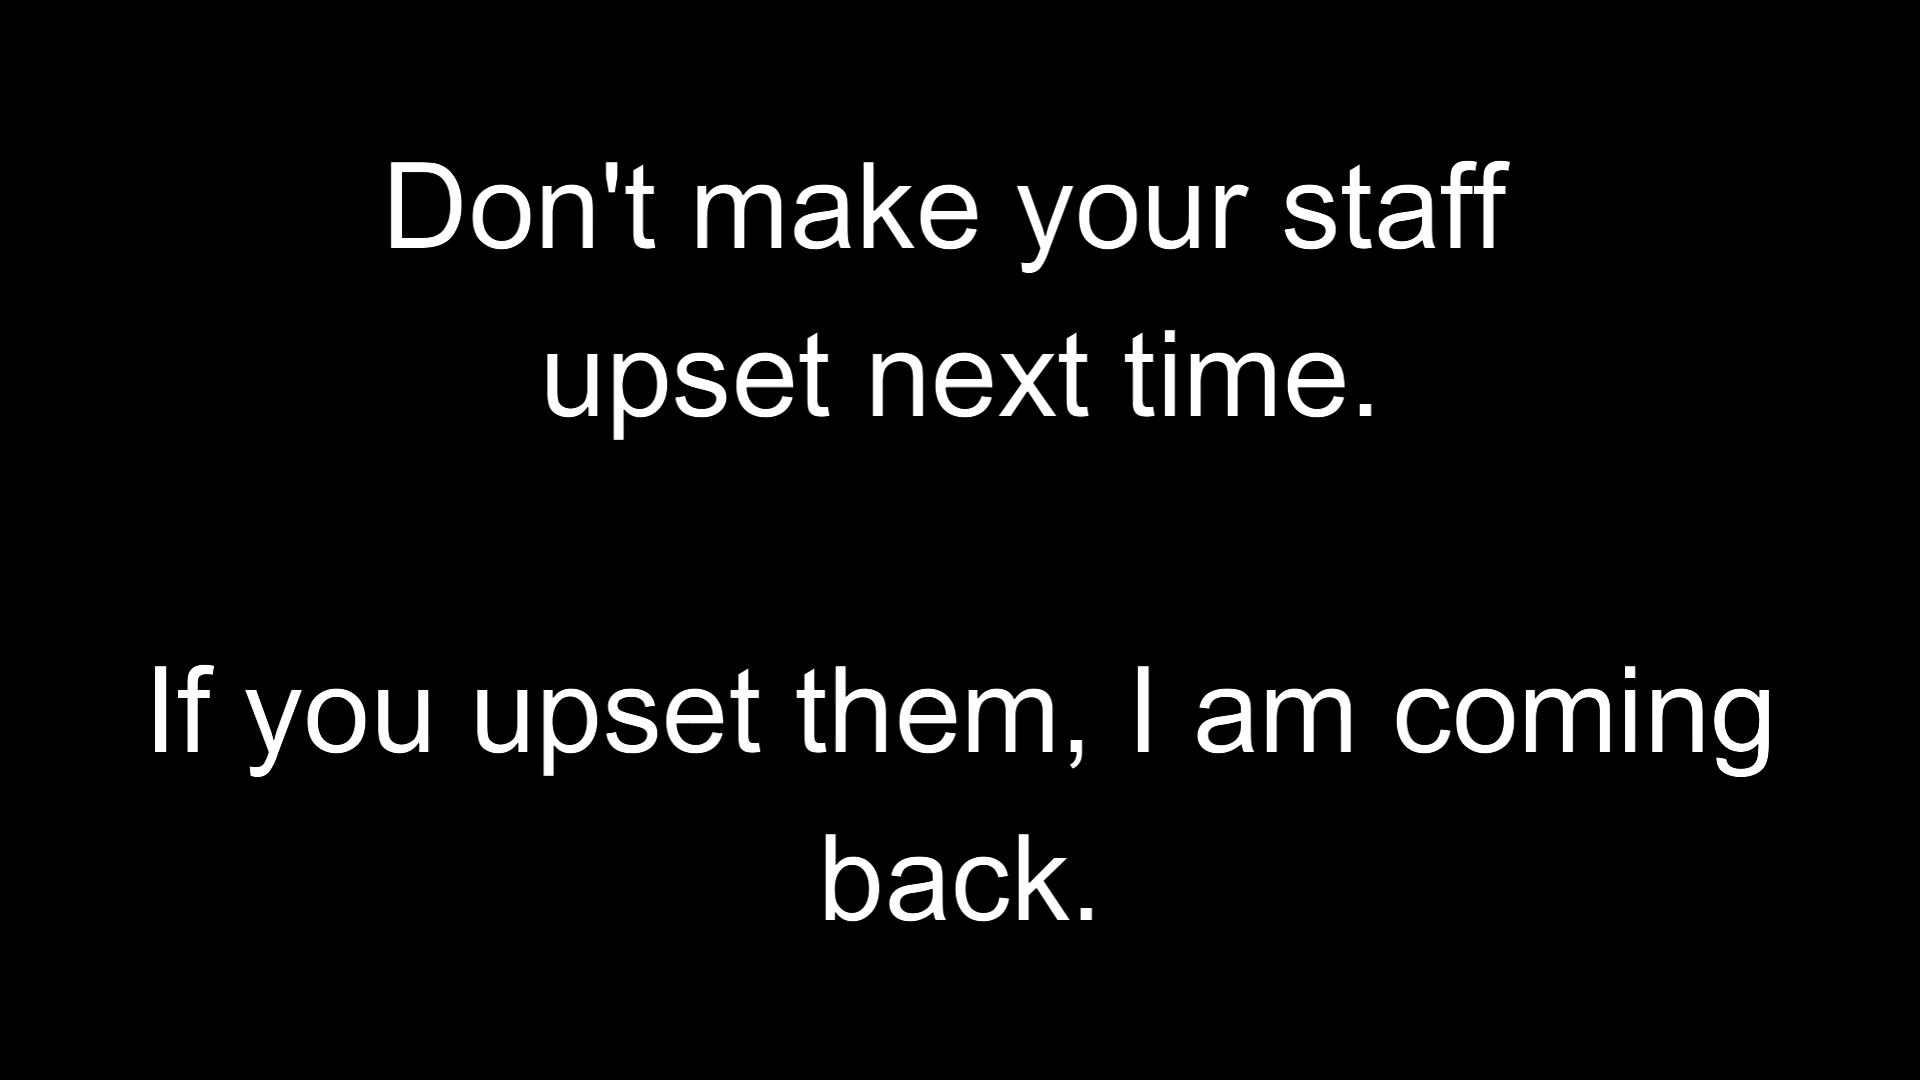 Don't make your staff
upset next time.
If you upset them, I am coming
back.